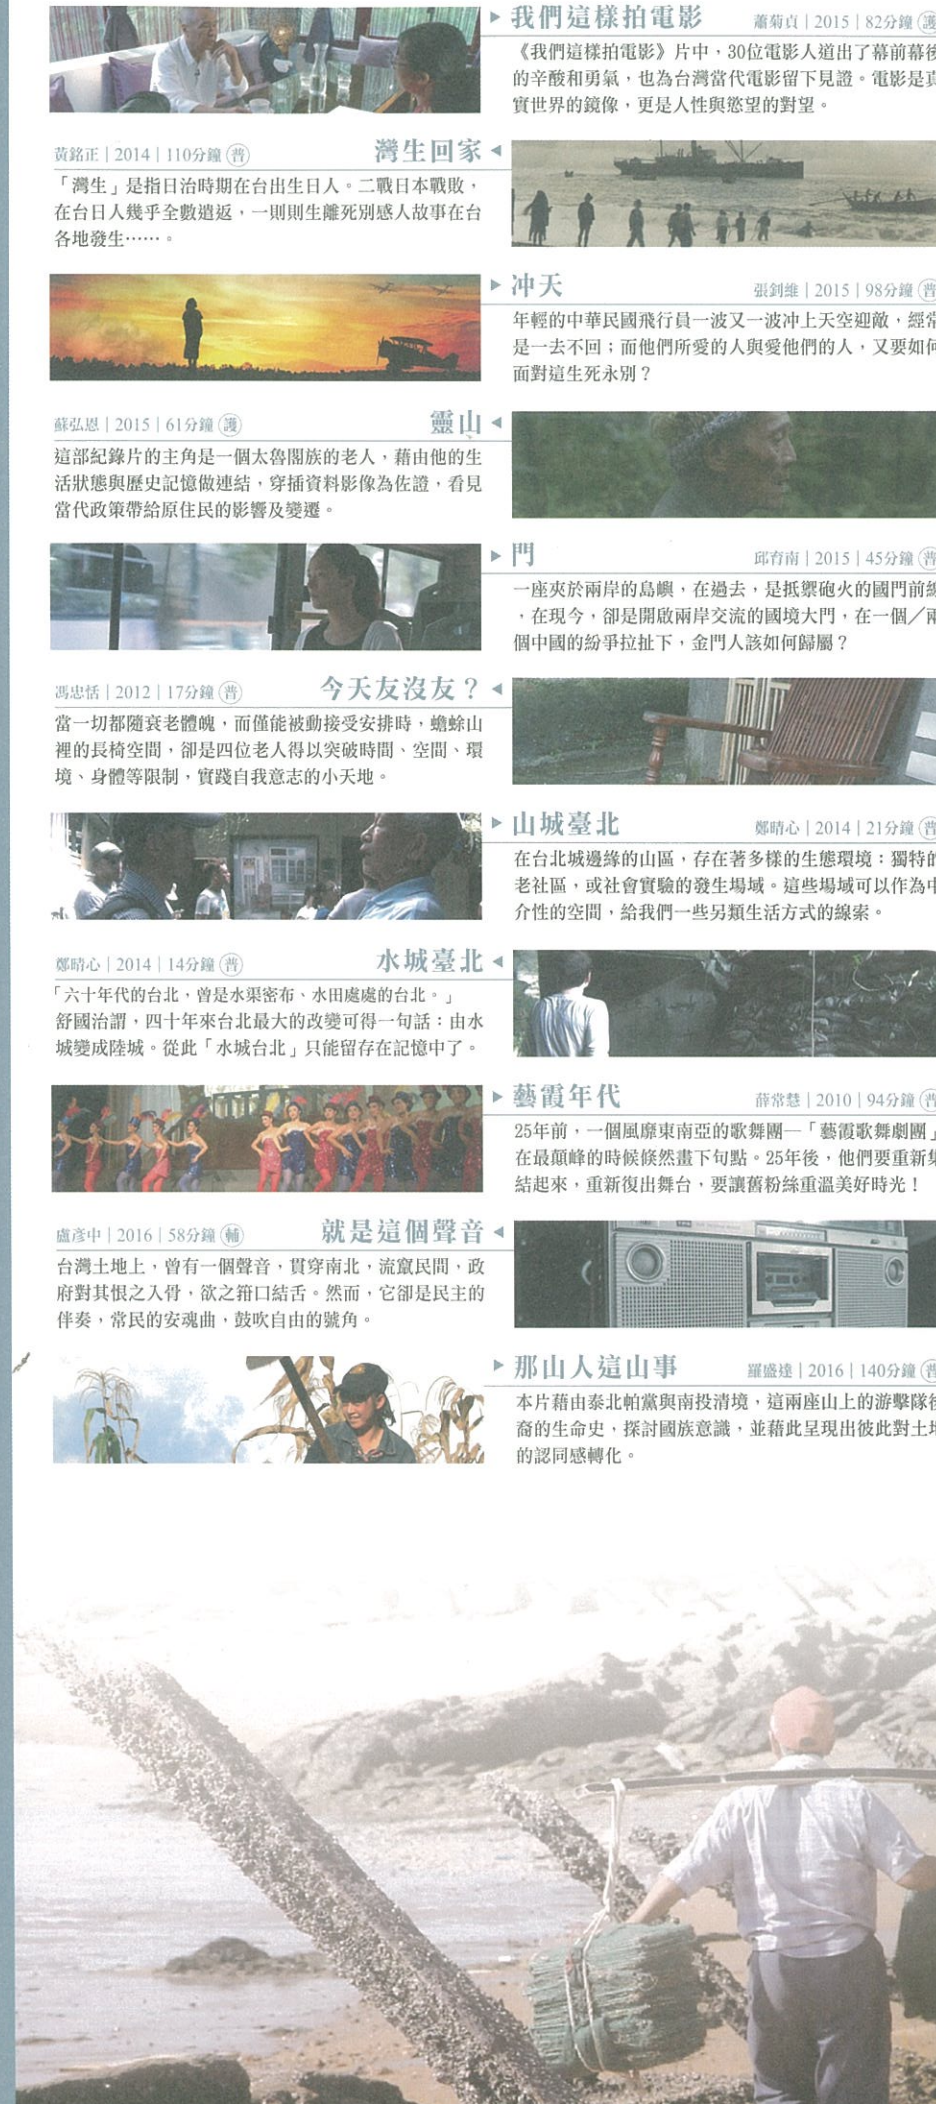 我們這樣拍電影 蕭菊貞｜2015｜82分鐘 護
《我們這樣拍電影》片中，30位電影人道出了幕前幕後
的辛酸和勇氣，也為台灣當代電影留下見證。電影是真
實世界的鏡像，更是人性與慾望的對望。
黃銘正｜2014｜110分鐘 普 灣生回家
「灣生」是指日治時期在台出生日人。二戰日本戰敗，
在台日人幾乎全數遣返，一則則生離死別感人故事在台
各地發生……。
冲天 張釗維｜2015｜98分鐘 普
年輕的中華民國飛行員一波又一波冲上天空迎敵，經常
是一去不回；而他們所愛的人與愛他們的人，又要如何
面對這生死永別？
蘇弘恩｜2015｜61分鐘 護 靈山
這部紀錄片的主角是一個太魯閣族的老人，藉由他的生
活狀態與歷史記憶做連結，穿插資料影像為佐證，看見
當代政策帶給原住民的影響及變遷。
門 邱育南｜2015｜45分鐘 普
一座夾於兩岸的島嶼，在過去，是抵禦砲火的國門前線
，在現今，卻是開啟兩岸交流的國境大門，在一個／兩
個中國的紛爭拉扯下，金門人該如何歸屬？
馮忠恬｜2012｜17分鐘 普 今天友沒友？
當一切都隨衰老體魄，而僅能被動接受安排時，蟾蜍山
裡的長椅空間，卻是四位老人得以突破時間、空間、環
境、身體等限制，實踐自我意志的小天地。
山城臺北 鄭晴心｜2014｜21分鐘 普
在台北城邊緣的山區，存在著多樣的生態環境：獨特的
老社區，或社會實驗的發生場域。這些場域可以作為中
介性的空間，給我們一些另類生活方式的線索。
鄭晴心｜2014｜14分鐘 普 水城臺北
「六十年代的台北，曾是水渠密布、水田處處的台北。」
舒國治謂，四十年來台北最大的改變可得一句話：由水
城變成陸城。從此「水城台北」只能留存在記憶中了。
藝霞年代 薛常慧｜2010｜94分鐘 普
25年前，一個風靡東南亞的歌舞團—「藝霞歌舞劇團」
在最顛峰的時候倏然畫下句點。25年後，他們要重新集
結起來，重新復出舞台，要讓舊粉絲重溫美好時光！
盧彥中｜2016｜58分鐘 輔 就是這個聲音
台灣土地上，曾有一個聲音，貫穿南北，流竄民間，政
府對其恨之入骨，欲之箝口結舌。然而，它卻是民主的
伴奏，常民的安魂曲，鼓吹自由的號角。
那山人這山事 羅盛達｜2016｜140分鐘 普
本片藉由泰北帕黨與南投清境，這兩座山上的游擊隊後
裔的生命史，探討國族意識，並藉此呈現出彼此對土地
的認同感轉化。